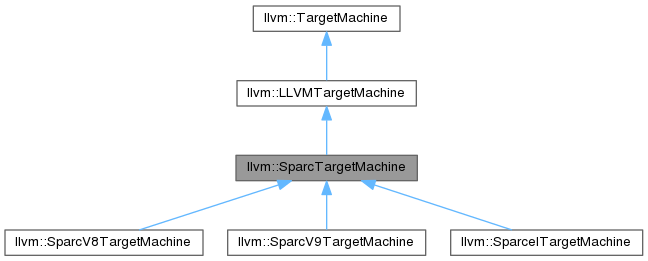 llvm::TargetMachine
llvm::LLVMTargetMachine
llvm::SparcTargetMachine
llvm::SparcV8TargetMachine
llvm::SparcV9TargetMachine
llvm::SparcelTargetMachine